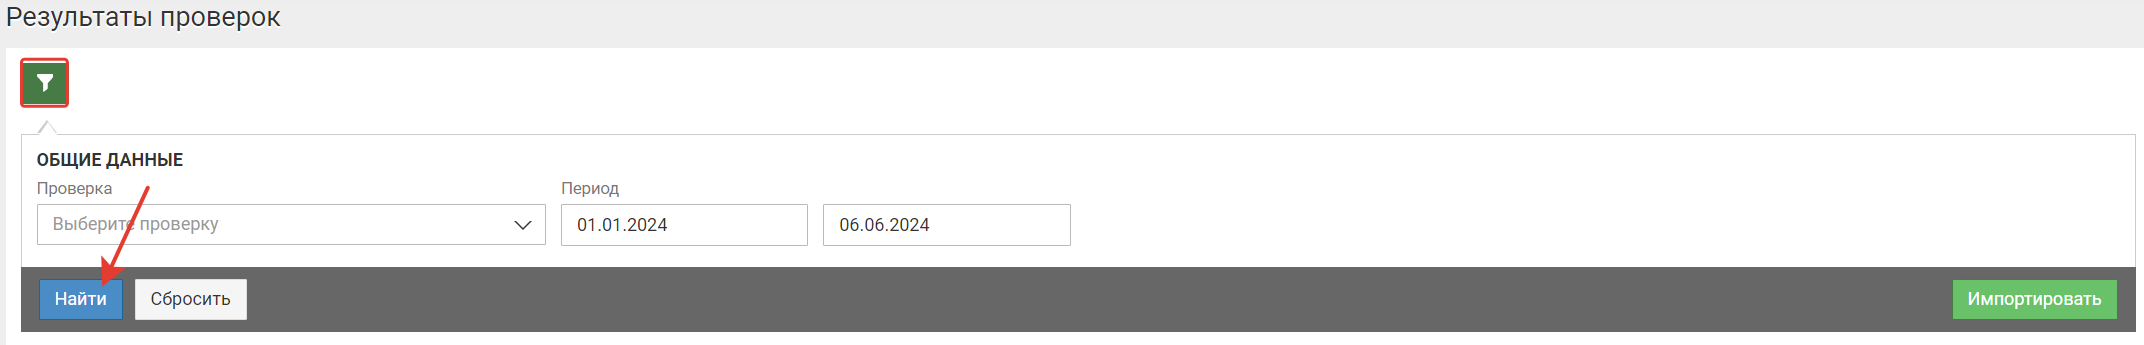 Результаты проверок
ОБЩИЕ ДАННЫЕ
Проверка Период
Выберите проверку 01.01.2024 06.06.2024
Найти Сбросить Импортировать